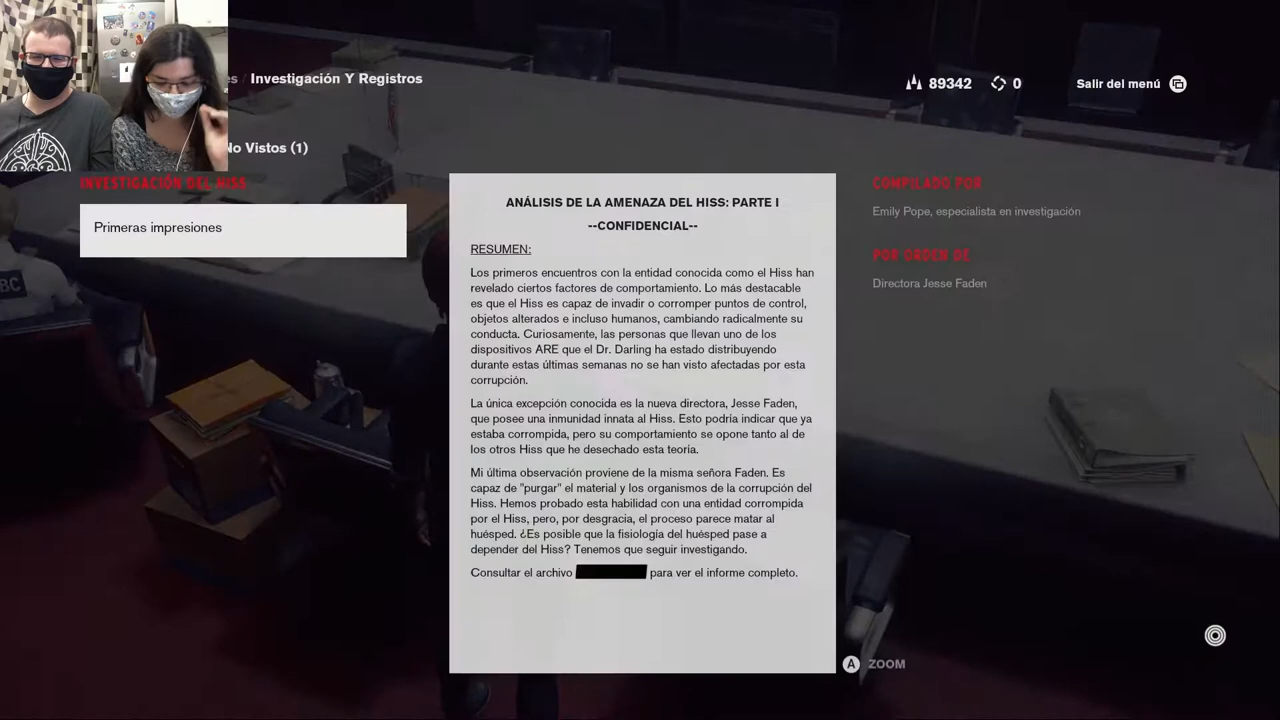 es / Investigación Y Registros
89342
0
Salir del menú
No Vistos (1)
INVESTIGACIÓN DEL HISS
Primeras impresiones
BC
ANÁLISIS DE LA AMENAZA DEL HISS: PARTE I
--CONFIDENCIAL--
RESUMEN:
Los primeros encuentros con la entidad conocida como el Hiss han
revelado ciertos factores de comportamiento. Lo más destacable
es que el Hiss es capaz de invadir o corromper puntos de control,
objetos alterados e incluso humanos, cambiando radicalmente su
conducta. Curiosamente, las personas que llevan uno de los
dispositivos ARE que el Dr. Darling ha estado distribuyendo
durante estas últimas semanas no se han visto afectadas por esta
corrupción.
La única excepción conocida es la nueva directora, Jesse Faden,
que posee una inmunidad innata al Hiss. Esto podría indicar que ya
estaba corrompida, pero su comportamiento se opone tanto al de
los otros Hiss que he desechado esta teoría.
Mi última observación proviene de la misma señora Faden. Es
capaz de "purgar" el material y los organismos de la corrupción del
Hiss. Hemos probado esta habilidad con una entidad corrompida
por el Hiss, pero, por desgracia, el proceso parece matar al
huésped. ¿Es posible que la fisiología del huésped pase a
depender del Hiss? Tenemos que seguir investigando.
Consultar el archivo para ver el informe completo.
COMPILADO POR
Emily Pope, especialista en investigación
POR ORDEN DE
Directora Jesse Faden
A ZOOM